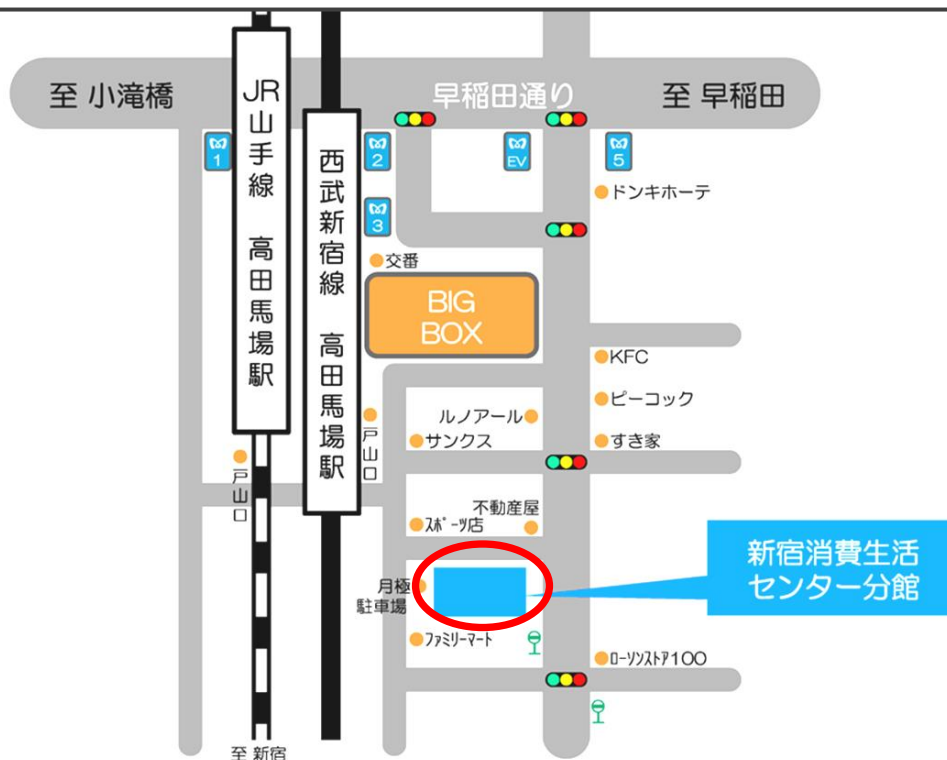 至 小滝橋
早稲田通り
至 早稲田
JR山手線 高田馬場駅
西武新宿線 高田馬場駅
1
2
EV
5
ドンキホーテ
3
交番
BIG
BOX
KFC
ピーコック
ルノアール
サンクス
すき家
戸山口
戸山口
不動産屋
スポーツ店
新宿消費生活
センター分館
月極
駐車場
ファミリーマート
ローソンストア100
至 新宿